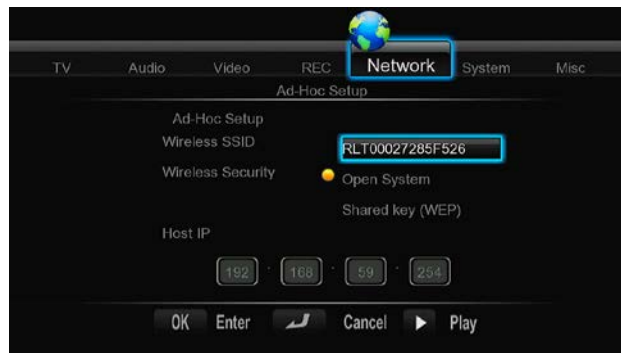 TV Audio Video REC Network System Misc
Ad-Hoc Setup
Ad-Hoc Setup
Wireless SSID RLT00027285F526
Wireless Security Open System
Shared key (WEP)
Host IP
192 . 168 . 59 . 254
OK Enter Cancel Play